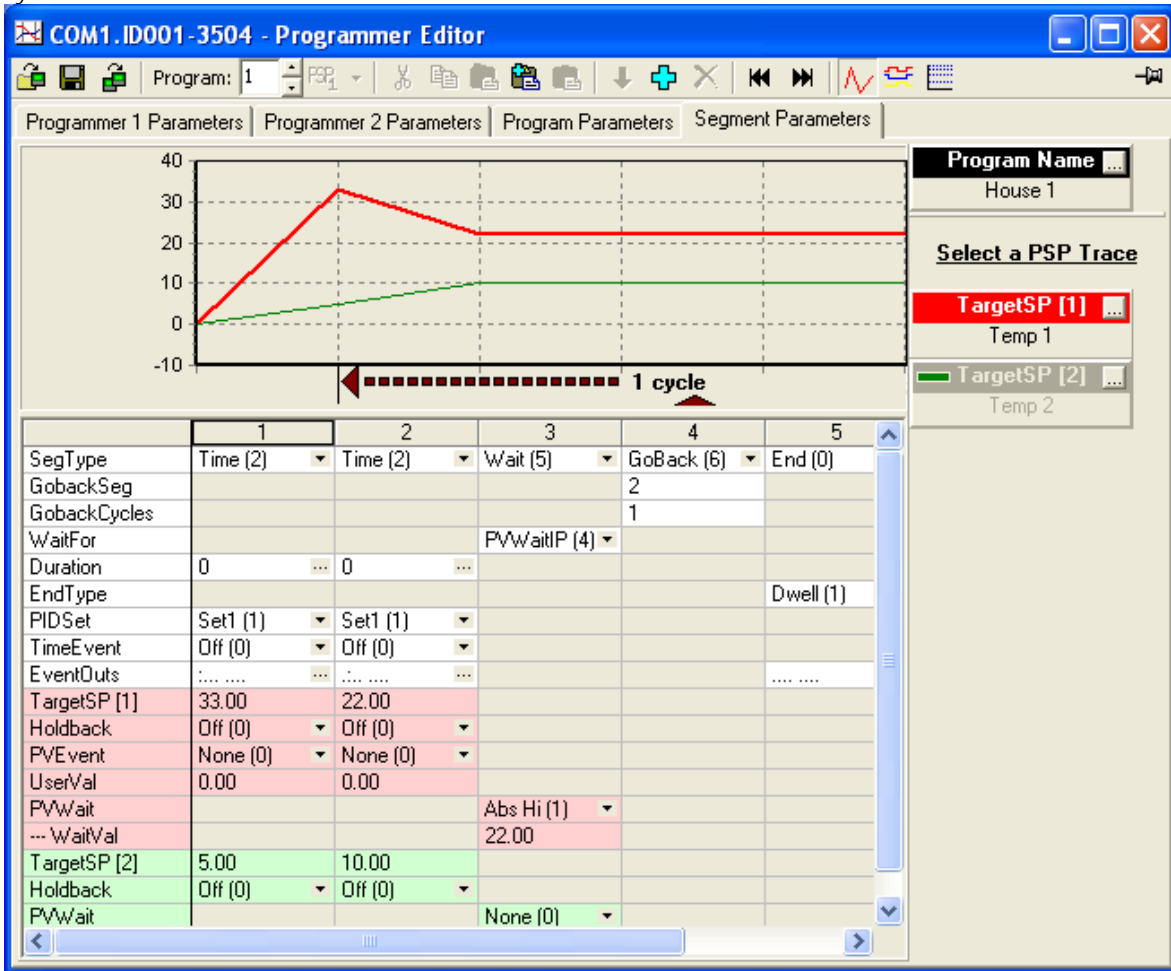 COM1.ID001-3504 - Programmer Editor
Program: 1 PSP1
Programmer 1 Parameters Programmer 2 Parameters Program Parameters Segment Parameters
40
30
20
10
0
-10
1 cycle
Program Name ...
House 1
Select a PSP Trace
TargetSP [1] ...
Temp 1
TargetSP [2] ...
Temp 2
1 2 3 4 5
SegType Time (2) Time (2) Wait (5) GoBack (6) End (0)
GobackSeg 2
GobackCycles 1
WaitFor PVWaitIP (4)
Duration 0 ... 0 ...
EndType Dwell (1)
PIDSet Set1 (1) Set1 (1)
TimeEvent Off (0) Off (0)
EventOuts :... .... ... .:.. .... ... .... ....
TargetSP [1] 33.00 22.00
Holdback Off (0) Off (0)
PVEvent None (0) None (0)
UserVal 0.00 0.00
PVWait Abs Hi (1)
--- WaitVal 22.00
TargetSP [2] 5.00 10.00
Holdback Off (0) Off (0)
PVWait None (0)